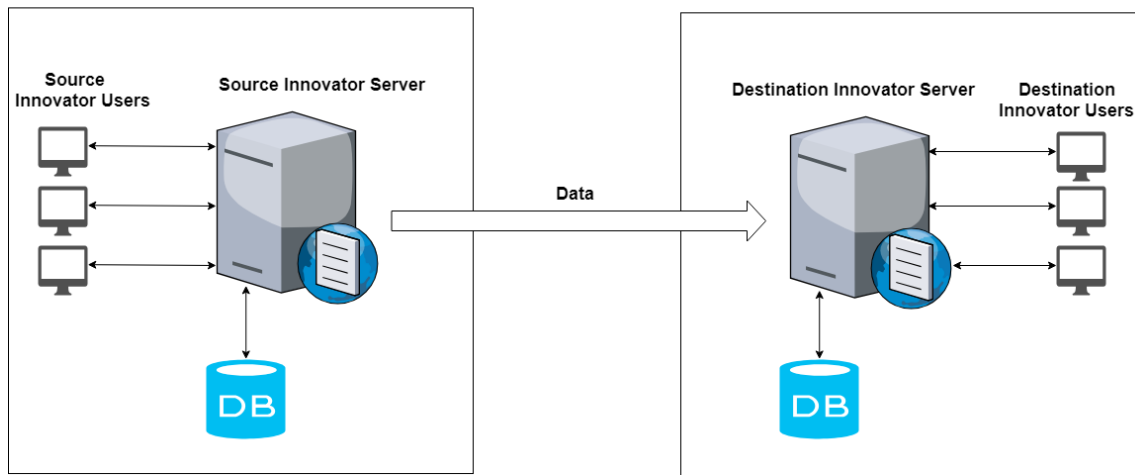 Source
Innovator Users
Source Innovator Server
DB
Data
Destination Innovator Server
Destination
Innovator Users
DB